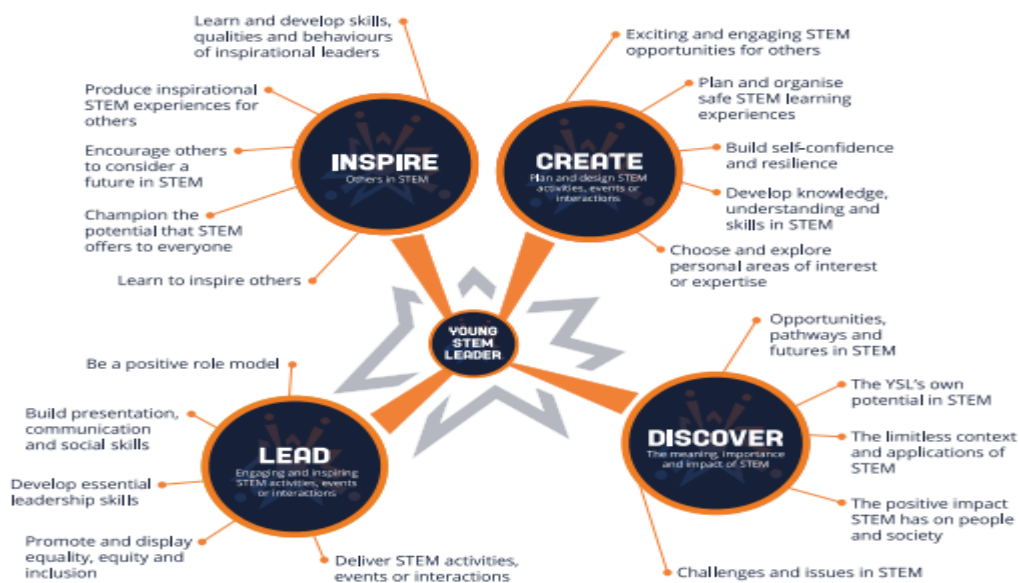 Learn and develop skills,
qualities and behaviours
of inspirational leaders
Produce inspirational
STEM experiences for
others
Encourage others
to consider a
future in STEM
Champion the
potential that STEM
offers to everyone
Learn to inspire others
INSPIRE
Others in STEM
Exciting and engaging STEM
opportunities for others
Plan and organise
safe STEM learning
experiences
Build self-confidence
and resilience
Develop knowledge,
understanding and
skills in STEM
Choose and explore
personal areas of interest
or expertise
CREATE
Plan and design STEM
activities, events or
interactions
YOUNG
STEM
LEADER
Be a positive role model
Build presentation,
communication
and social skills
Develop essential
leadership skills
Promote and display
equality, equity and
inclusion
Deliver STEM activities,
events or interactions
LEAD
Engaging and inspiring
STEM activities, events
or interactions
Opportunities,
pathways and
futures in STEM
The YSL's own
potential in STEM
The limitless context
and applications of
STEM
The positive impact
STEM has on people
and society
Challenges and issues in STEM
DISCOVER
The meaning, importance
and impact of STEM